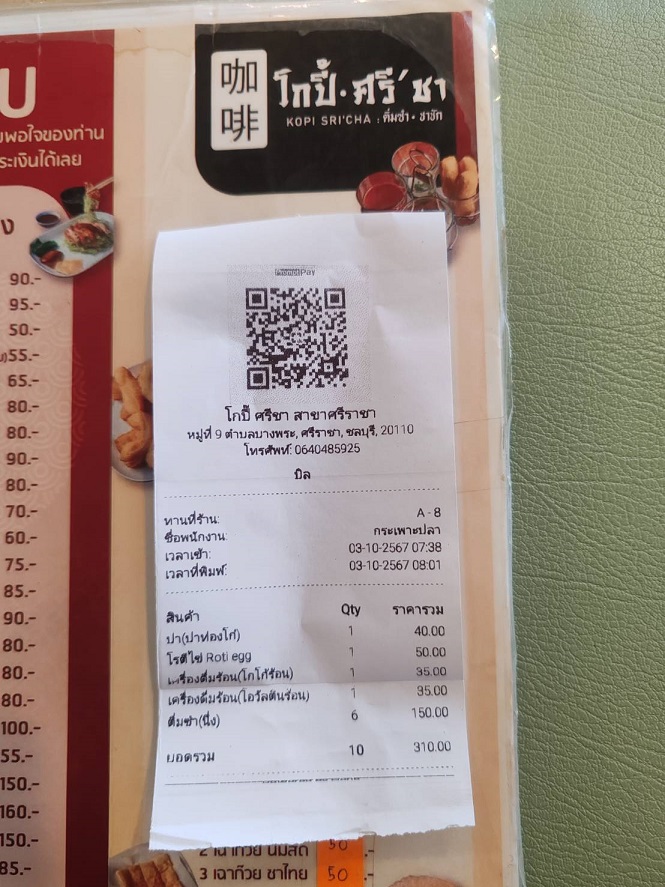 U
มพอใจของท่าน
ระเงินได้เลย
ง
90.-
95.-
50.-
55.-
65.-
80.-
80.-
90.-
80.-
70.-
60.-
75.-
85.-
90.-
80.-
80.-
80.-
100.-
55.-
150.-
160.-
150.-
85.-
咖啡
โกปี้·ศรี'ชา
KOPI SRI'CHA : ติ่มซำ · ชาชัก
Pay
โกปี๊ ศรีชา สาขาศรีราชา
หมู่ที่ 9 ตำบลบางพระ, ศรีราชา, ชลบุรี, 20110
โทรศัพท์: 0640485925
บิล
ทานที่ร้าน: A - 8
ชื่อพนักงาน: กระเพาะปลา
เวลาเข้า: 03-10-2567 07:38
เวลาที่พิมพ์: 03-10-2567 08:01
สินค้า Qty ราคารวม
ปา(ปาท่องโก๋) 1 40.00
โรตีไข่ Roti egg 1 50.00
เครื่องดื่มร้อน(โกโก้ร้อน) 1 35.00
เครื่องดื่มร้อน(โอวัลตินร้อน) 1 35.00
ติ่มซำ(นึ่ง) 6 150.00
ยอดรวม 10 310.00
2 เฉาก๊วย นมสด 50 .-
3 เฉาก๊วย ชาไทย 50 .-